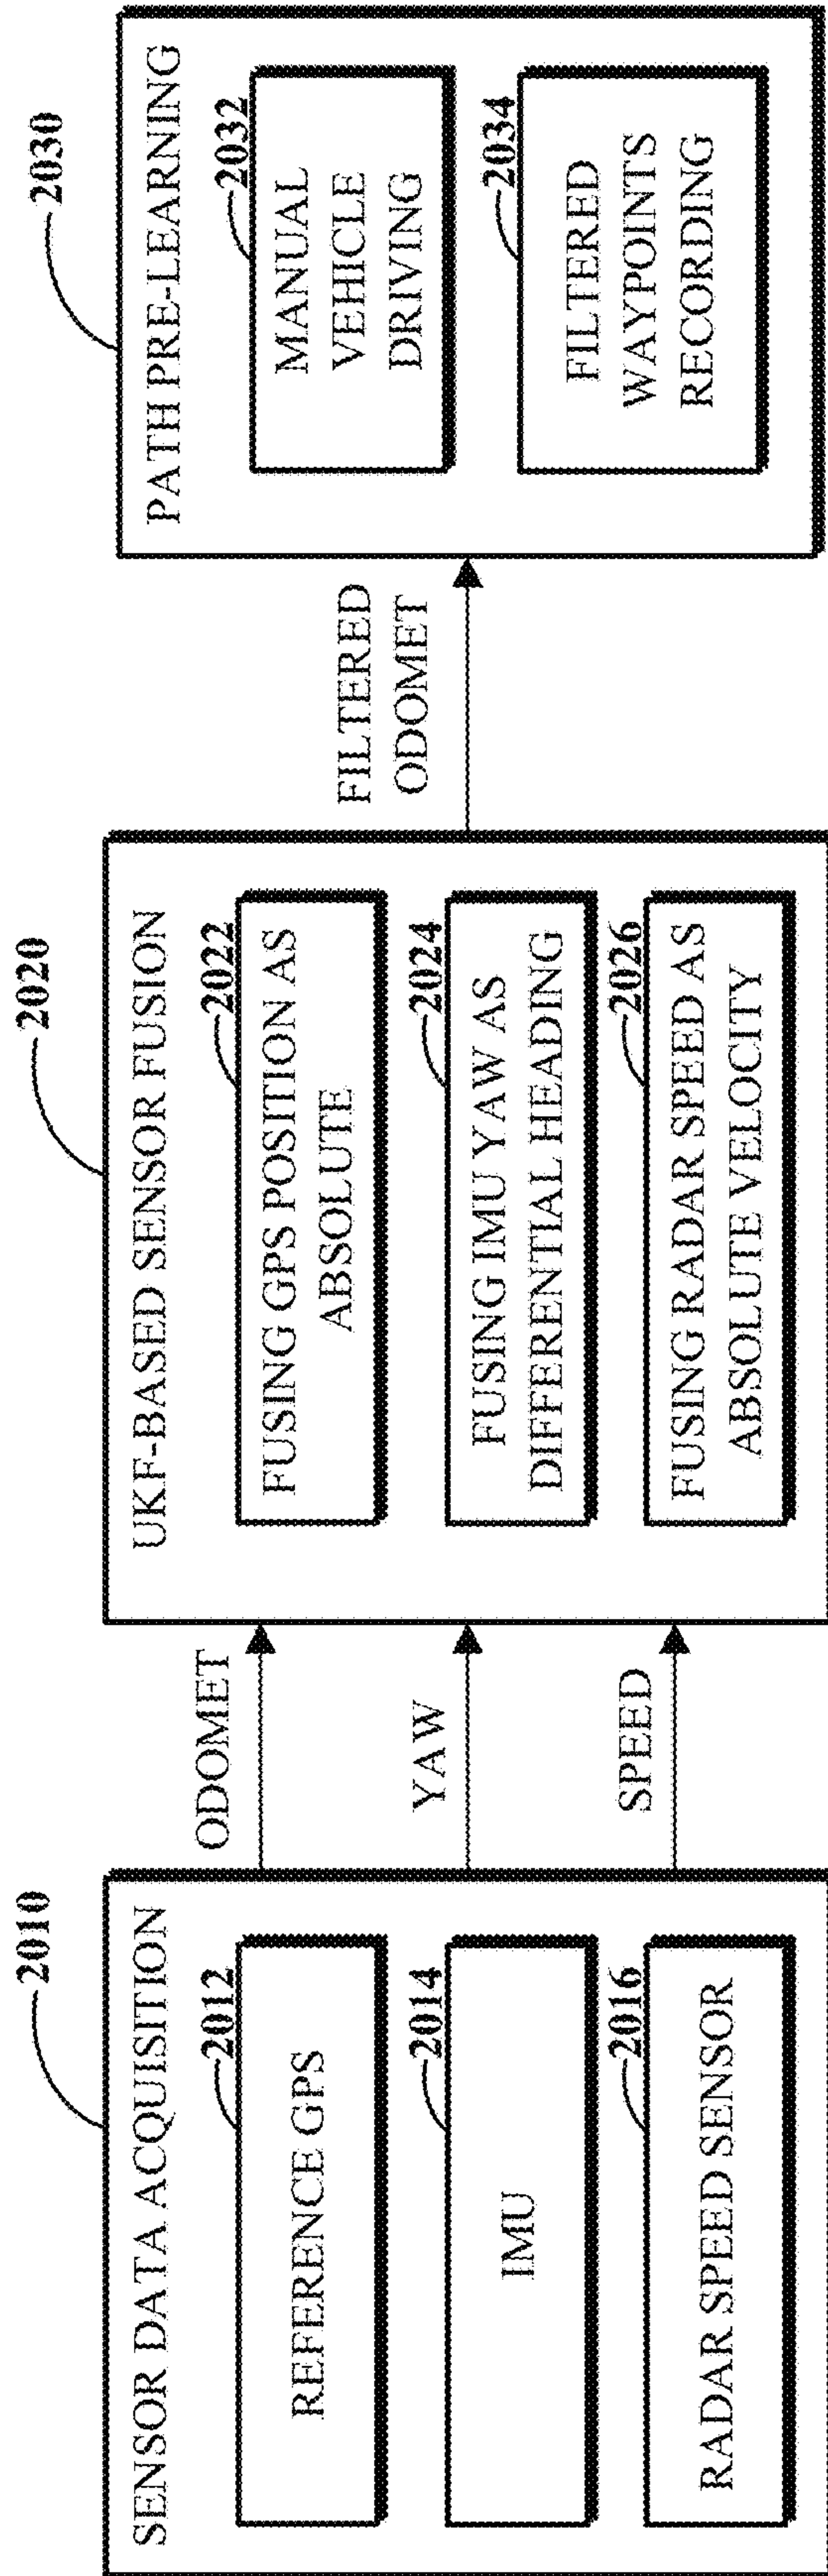 2010
SENSOR DATA ACQUISITION
2012
REFERENCE GPS
2014
IMU
2016
RADAR SPEED SENSOR
ODOMET
YAW
SPEED
2020
UKF-BASED SENSOR FUSION
2022
FUSING GPS POSITION AS
ABSOLUTE
2024
FUSING IMU YAW AS
DIFFERENTIAL HEADING
2026
FUSING RADAR SPEED AS
ABSOLUTE VELOCITY
FILTERED
ODOMET
2030
PATH PRE-LEARNING
2032
MANUAL
VEHICLE
DRIVING
2034
FILTERED
WAYPOINTS
RECORDING